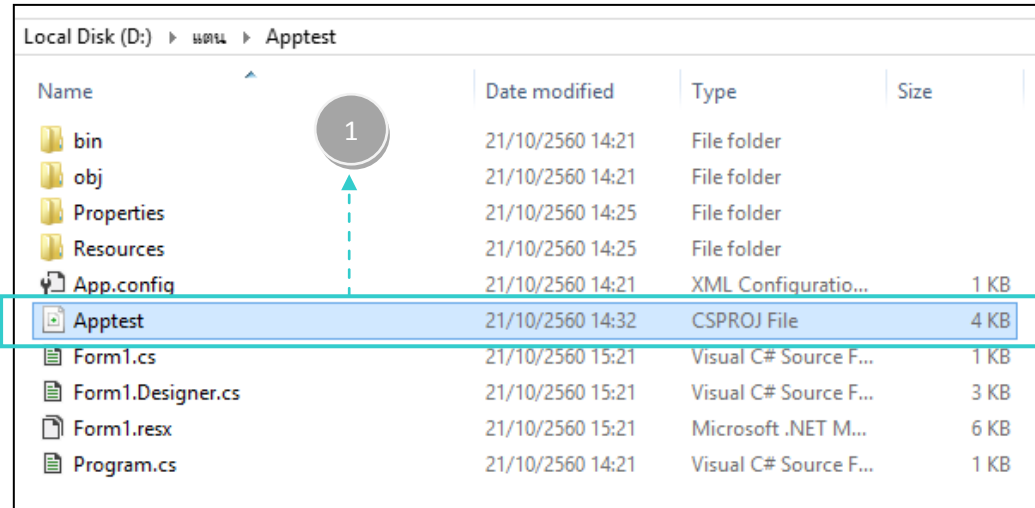 Local Disk (D:) แตน Apptest
Name Date modified Type Size
1
bin 21/10/2560 14:21 File folder
obj 21/10/2560 14:21 File folder
Properties 21/10/2560 14:25 File folder
Resources 21/10/2560 14:25 File folder
App.config 21/10/2560 14:21 XML Configuratio... 1 KB
Apptest 21/10/2560 14:32 CSPROJ File 4 KB
Form1.cs 21/10/2560 15:21 Visual C# Source F... 1 KB
Form1.Designer.cs 21/10/2560 15:21 Visual C# Source F... 3 KB
Form1.resx 21/10/2560 15:21 Microsoft .NET M... 6 KB
Program.cs 21/10/2560 14:21 Visual C# Source F... 1 KB